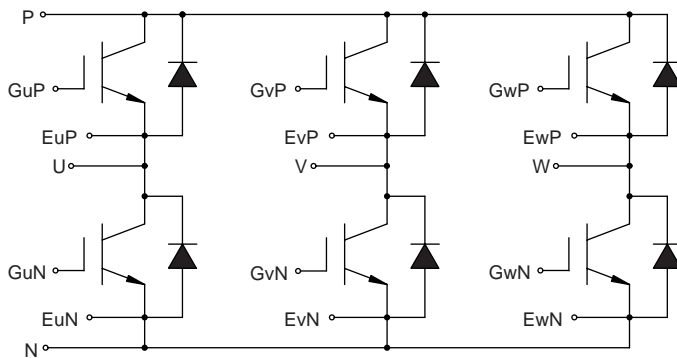 P
GuP GvP GwP
EuP EvP EwP
U V W
GuN GvN GwN
EuN EvN EwN
N